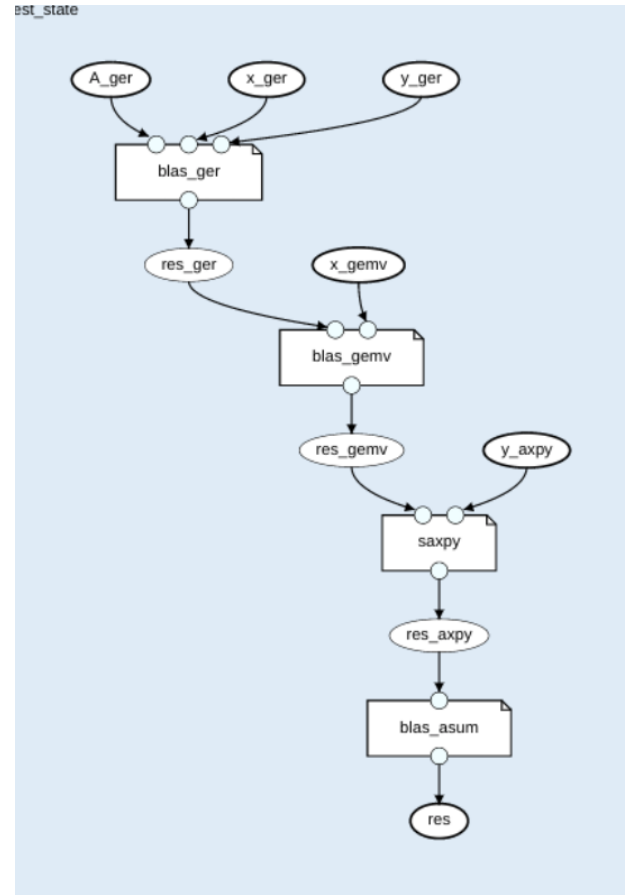 est_state
A_ger
x_ger
y_ger
blas_ger
res_ger
x_gemv
blas_gemv
res_gemv
y_axpy
saxpy
res_axpy
blas_asum
res